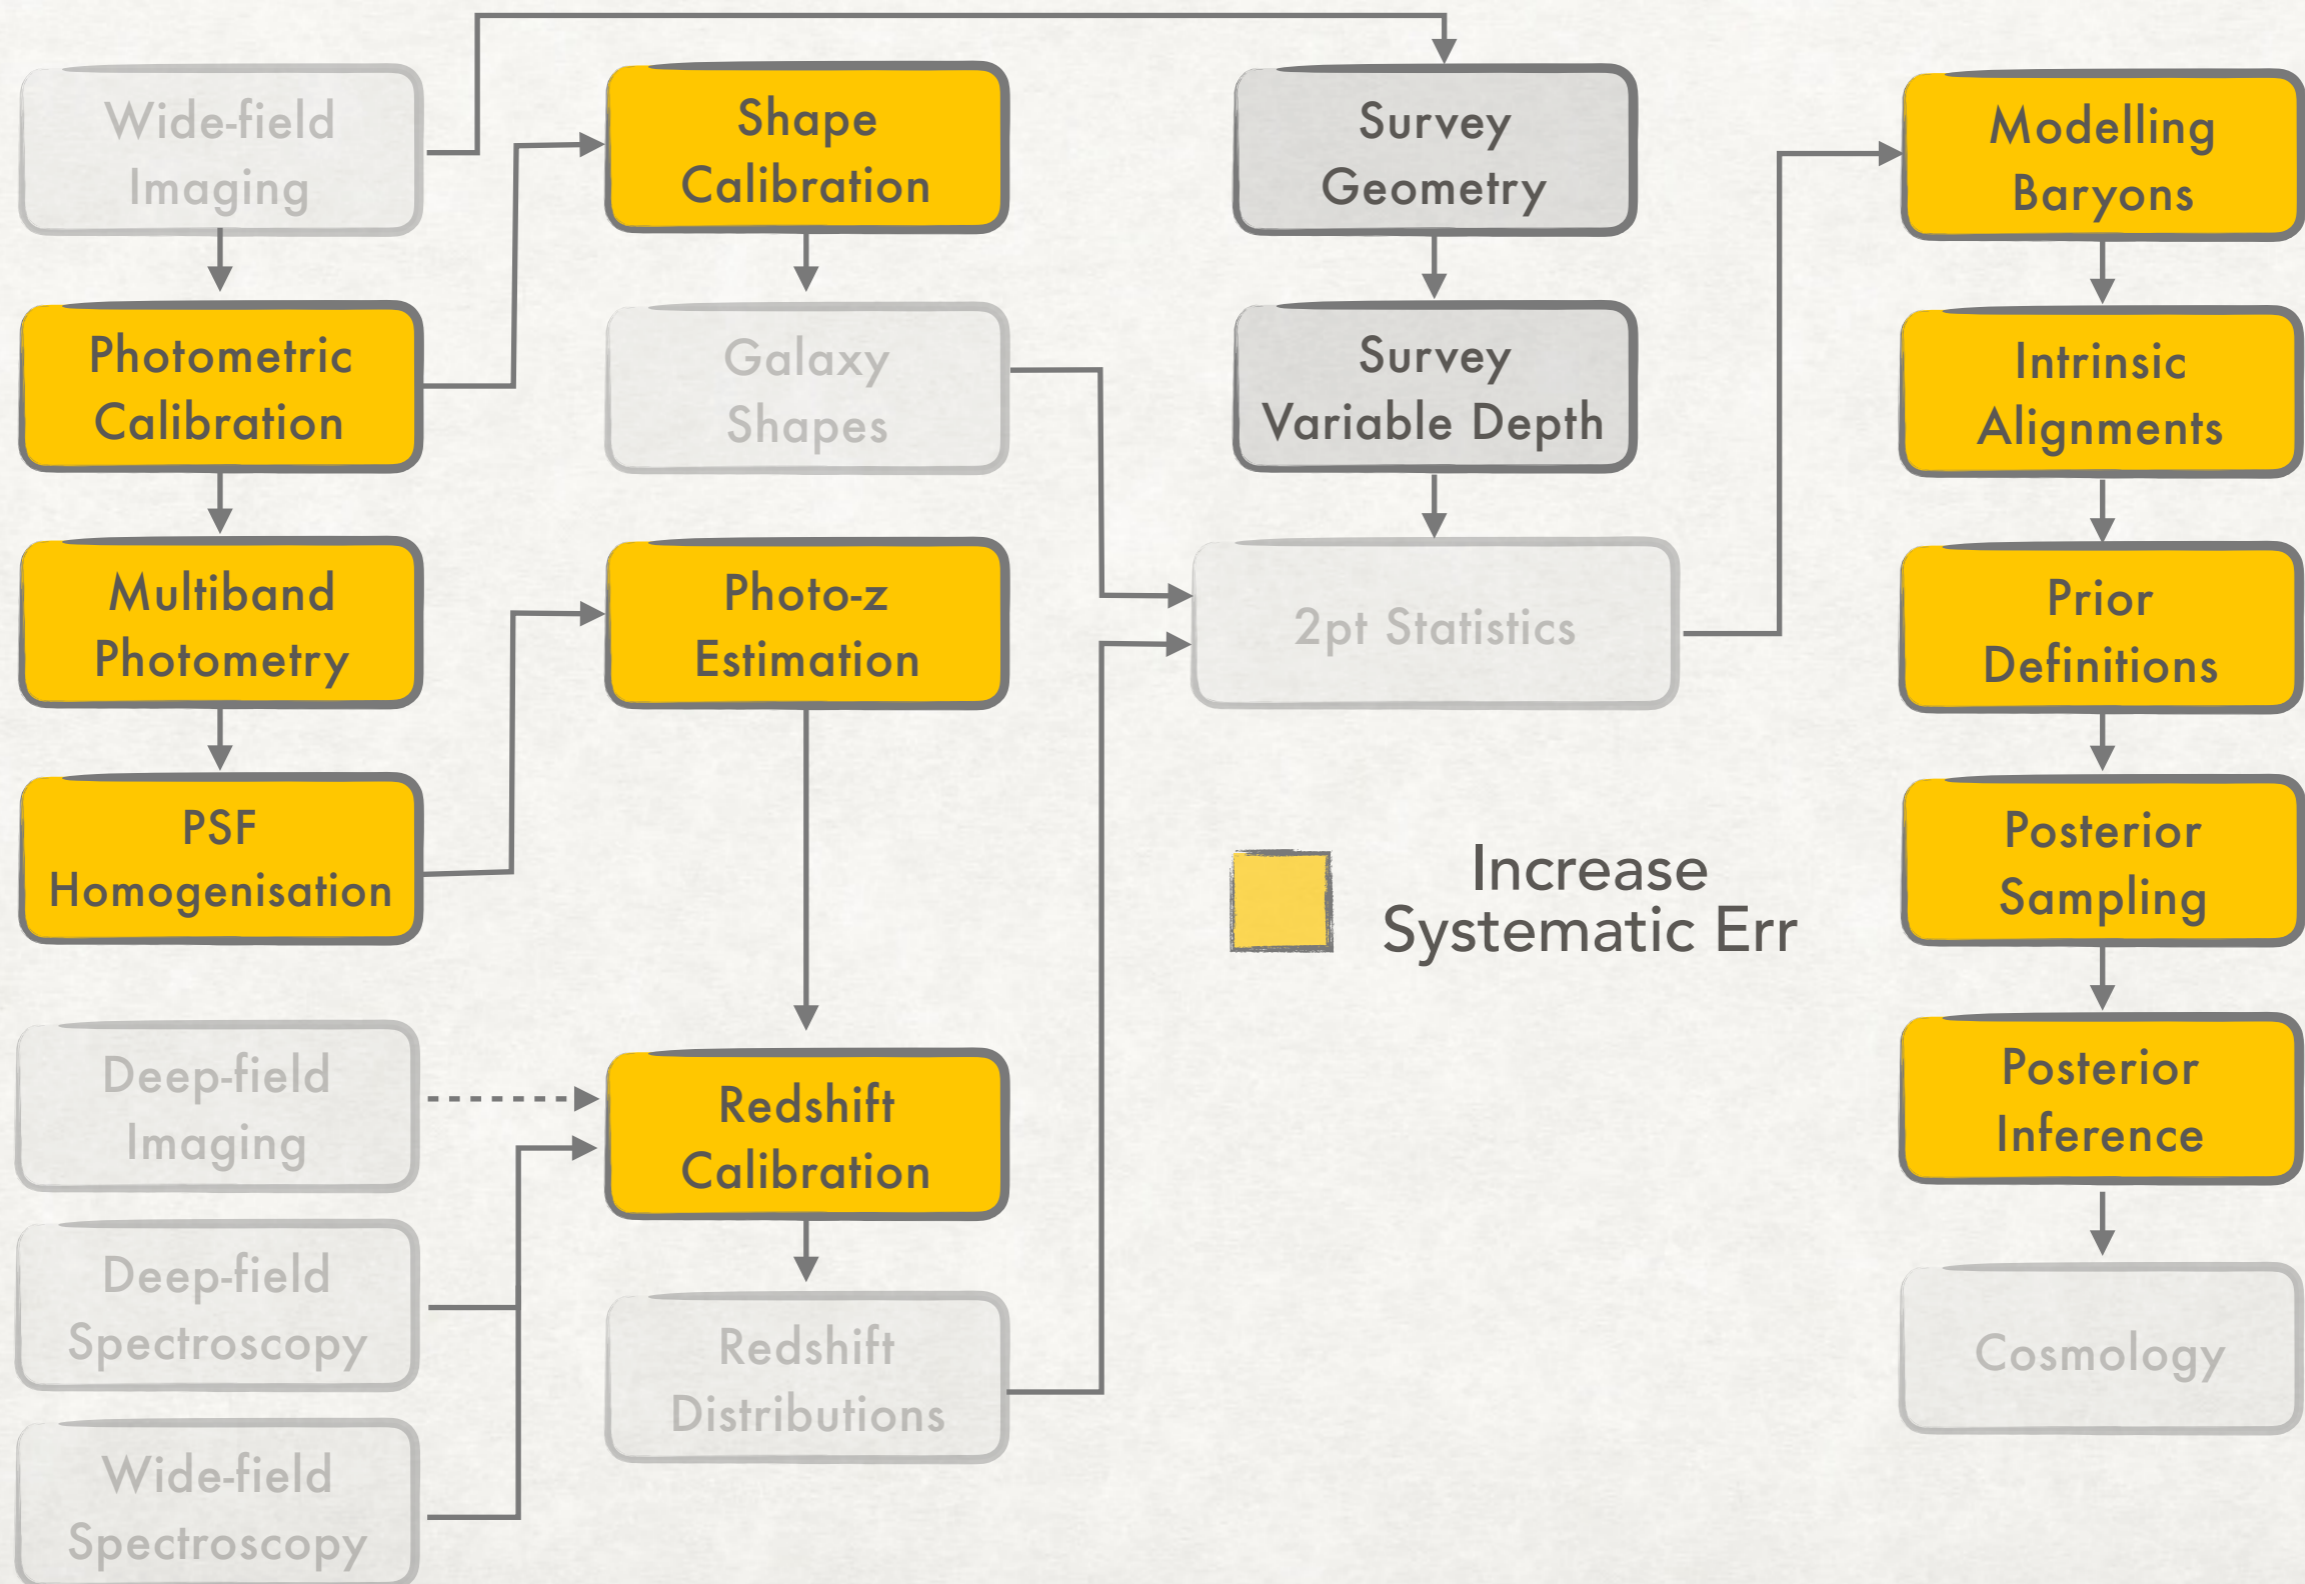 Wide-field
Imaging
Photometric
Calibration
Multiband
Photometry
PSF
Homogenisation
Deep-field
Imaging
Deep-field
Spectroscopy
Wide-field
Spectroscopy
Shape
Calibration
Galaxy
Shapes
Photo-z
Estimation
Redshift
Calibration
Redshift
Distributions
Survey
Geometry
Survey
Variable Depth
2pt Statistics
Increase
Systematic Err
Modelling
Baryons
Intrinsic
Alignments
Prior
Definitions
Posterior
Sampling
Posterior
Inference
Cosmology